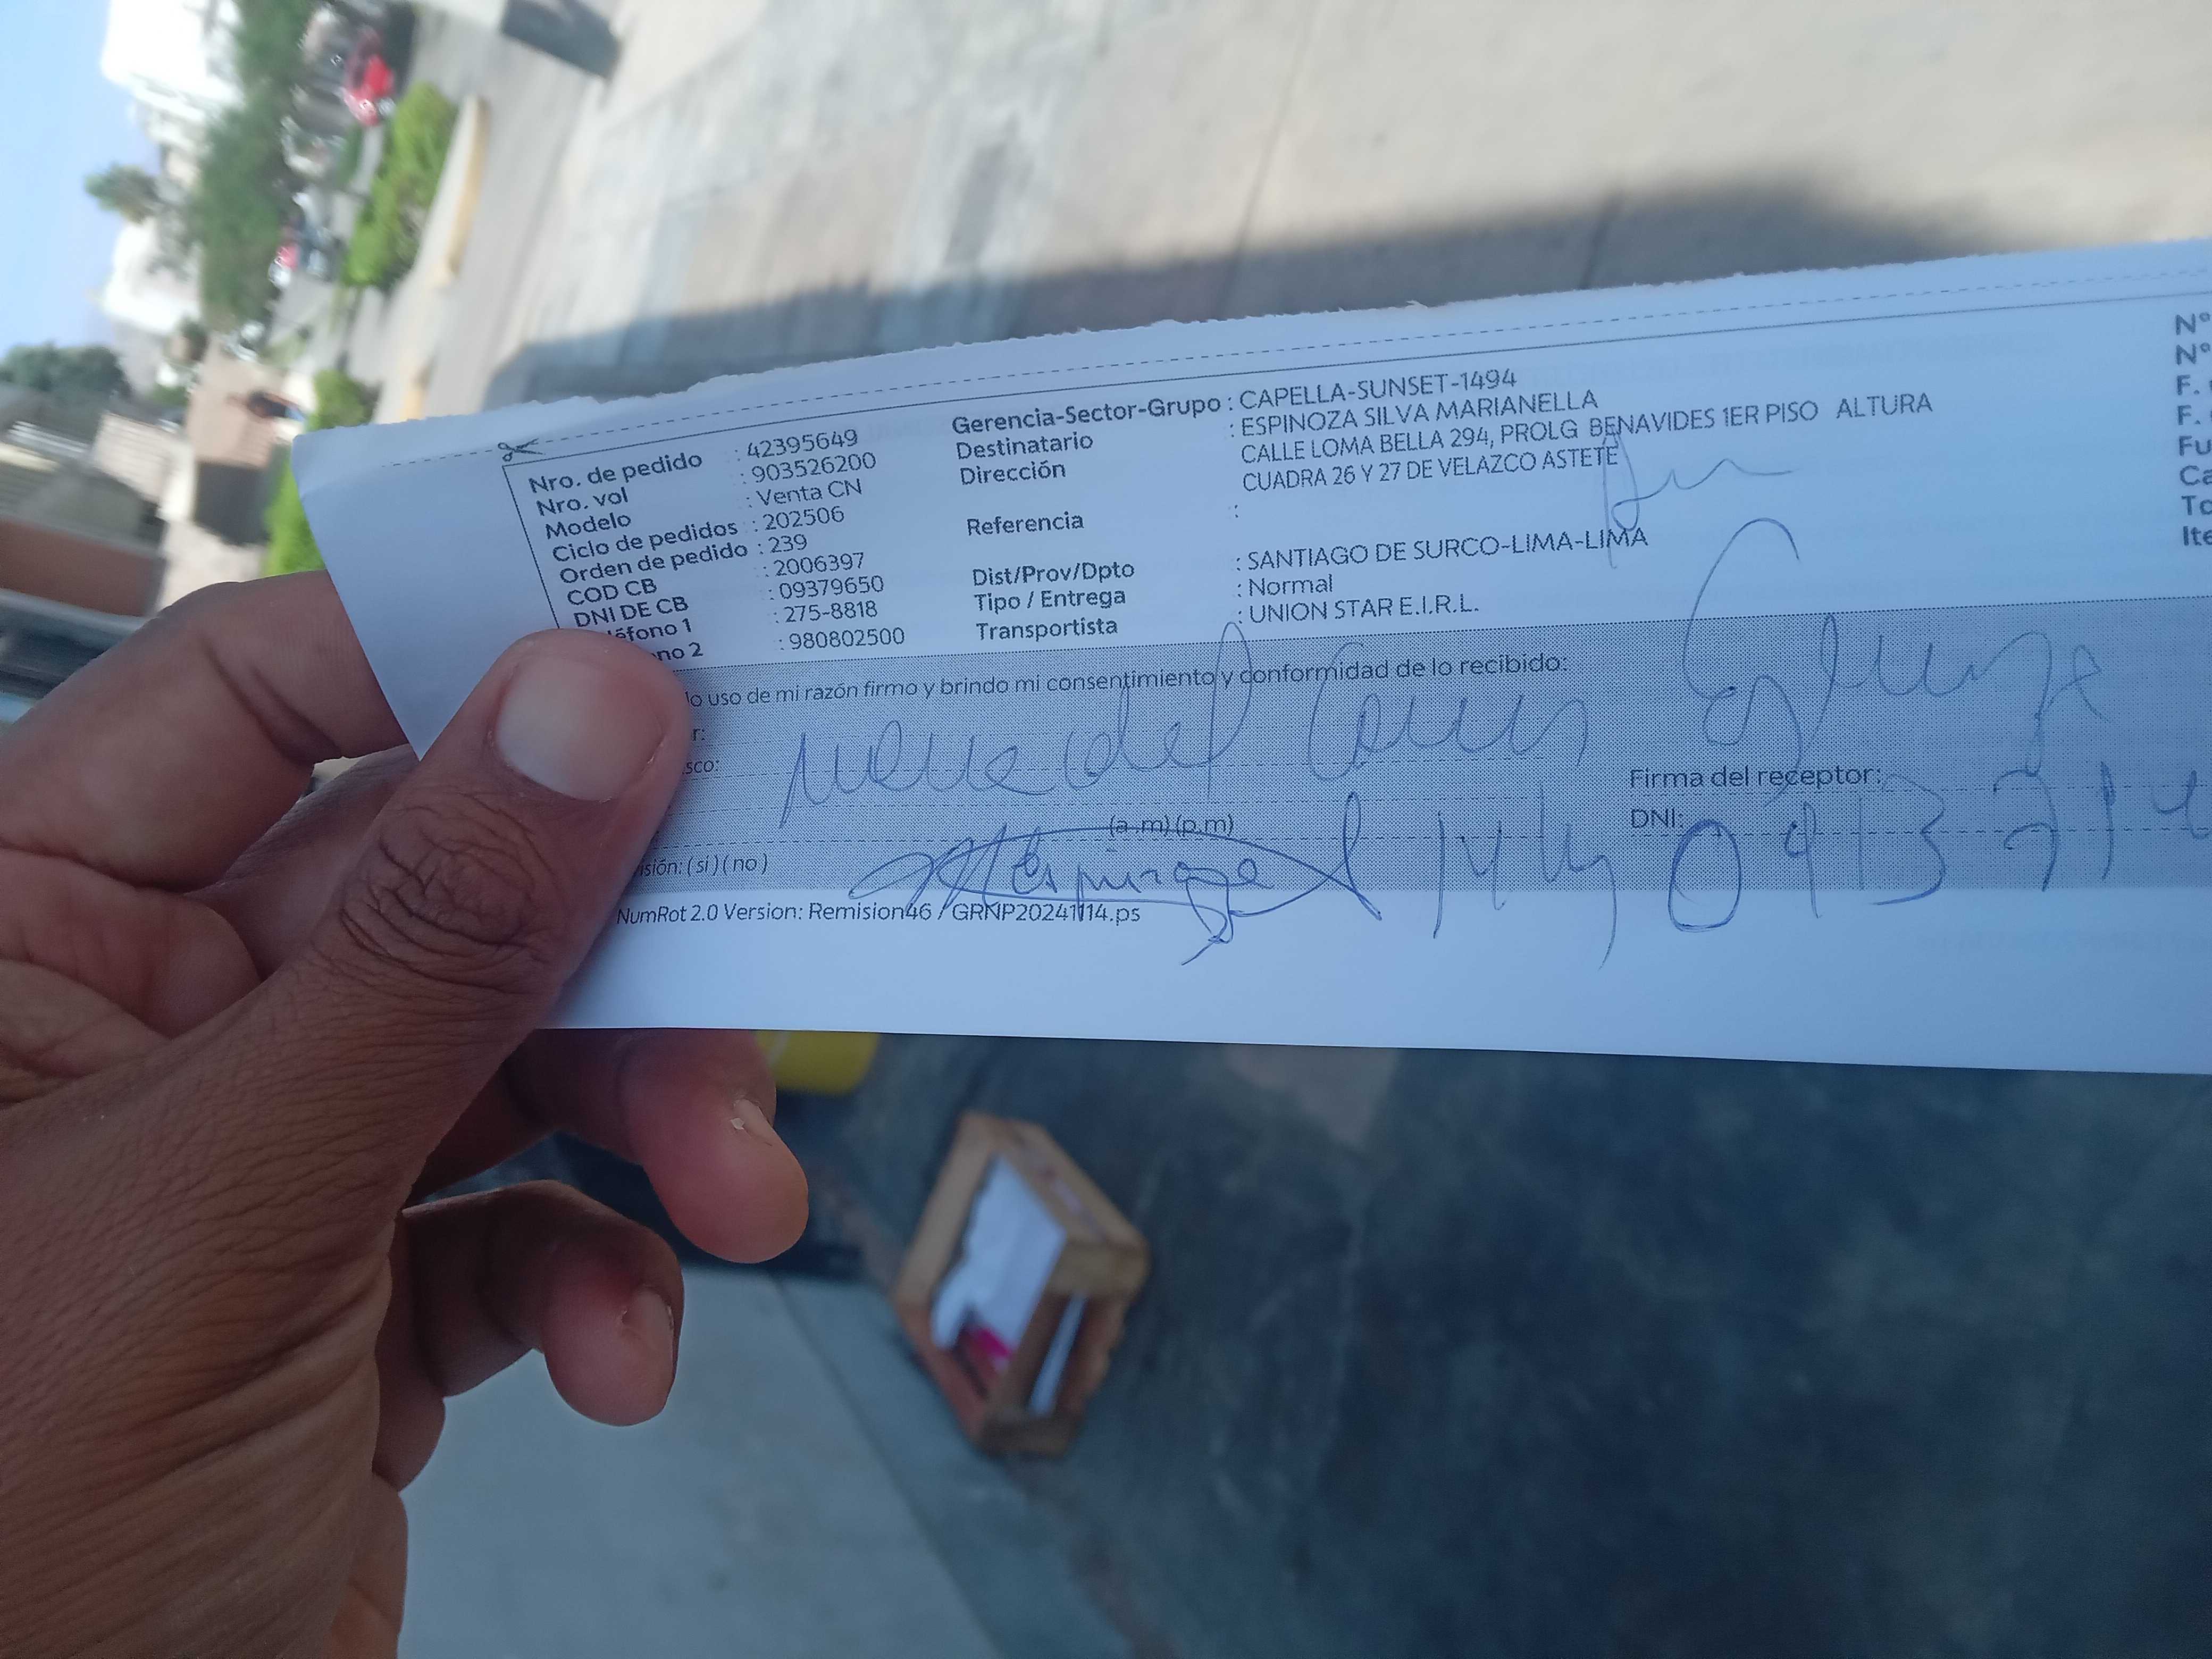 Nro. de pedido : 42395649
Nro. vol : 903526200
Modelo : Venta CN
Ciclo de pedidos : 202506
Orden de pedido : 239
COD CB : 2006397
DNI DE CB : 09379650
éfono 1 : 275-8818
no 2 : 980802500
Gerencia-Sector-Grupo : CAPELLA-SUNSET-1494
Destinatario : ESPINOZA SILVA MARIANELLA
Dirección CALLE LOMA BELLA 294, PROLG BENAVIDES 1ER PISO ALTURA
CUADRA 26 Y 27 DE VELAZCO ASTETE
Referencia :
Dist/Prov/Dpto : SANTIAGO DE SURCO-LIMA-LIMA
Tipo / Entrega : Normal
Transportista : UNION STAR E.I.R.L.
N°
N°
F.
F.
Fu
Ca
To
Ite
lo uso de mi razón firmo y brindo mi consentimiento y conformidad de lo recibido:
r:
sco: del
Firma del receptor:
(a.m) (p.m) DNI:
isión: ( si ) ( no ) MEspinoza
NumRot 2.0 Version: Remision46 / GRNP20241114.ps